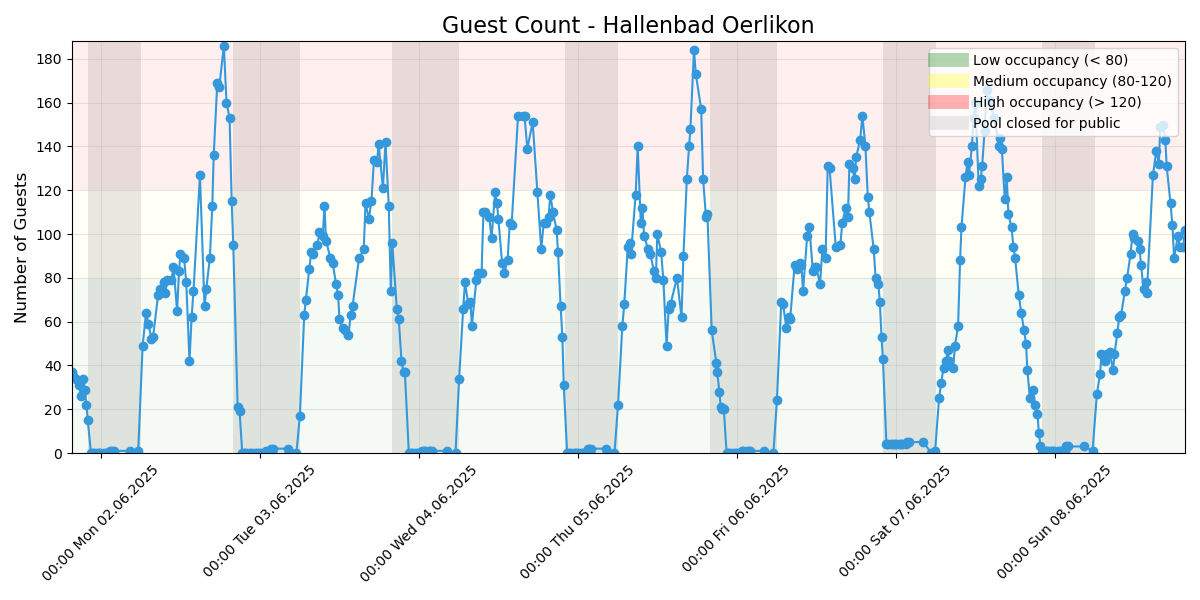 Guest Count - Hallenbad Oerlikon
Low occupancy (< 80)
Medium occupancy (80-120)
High occupancy (> 120)
Pool closed for public
Number of Guests
180
160
140
120
100
80
60
40
20
0
00:00 Mon 02.06.2025
00:00 Tue 03.06.2025
00:00 Wed 04.06.2025
00:00 Thu 05.06.2025
00:00 Fri 06.06.2025
00:00 Sat 07.06.2025
00:00 Sun 08.06.2025